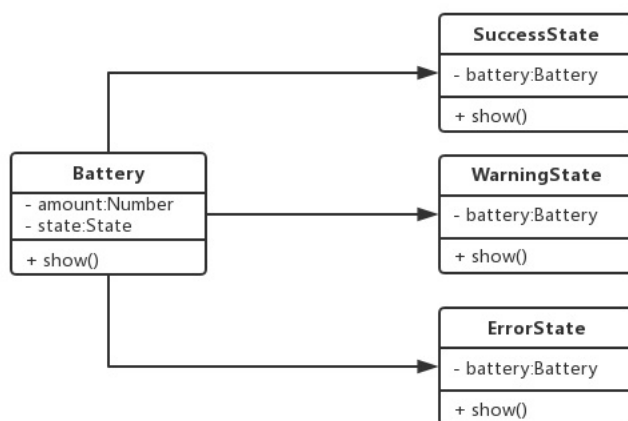 SuccessState
- battery:Battery
+ show()
Battery
- amount:Number
- state:State
+ show()
WarningState
- battery:Battery
+ show()
ErrorState
- battery:Battery
+ show()